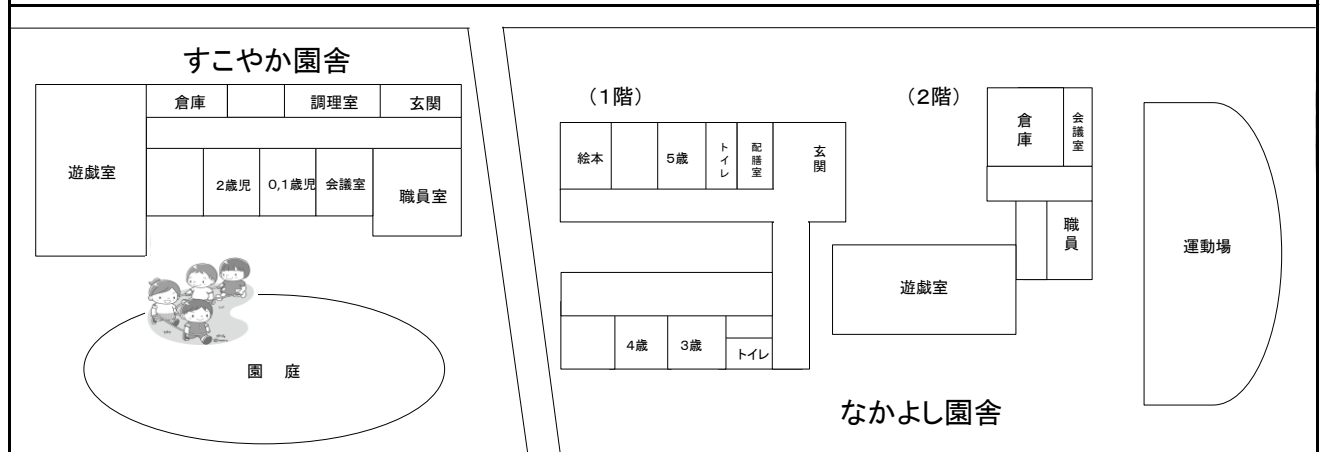 すこやか園舎
倉庫
調理室
玄関
遊戯室
2歳児
0,1歳児
会議室
職員室
園 庭
(1階)
絵本
5歳
トイレ
配膳室
玄関
4歳
3歳
トイレ
(2階)
倉庫
会議室
職員
遊戯室
なかよし園舎
運動場